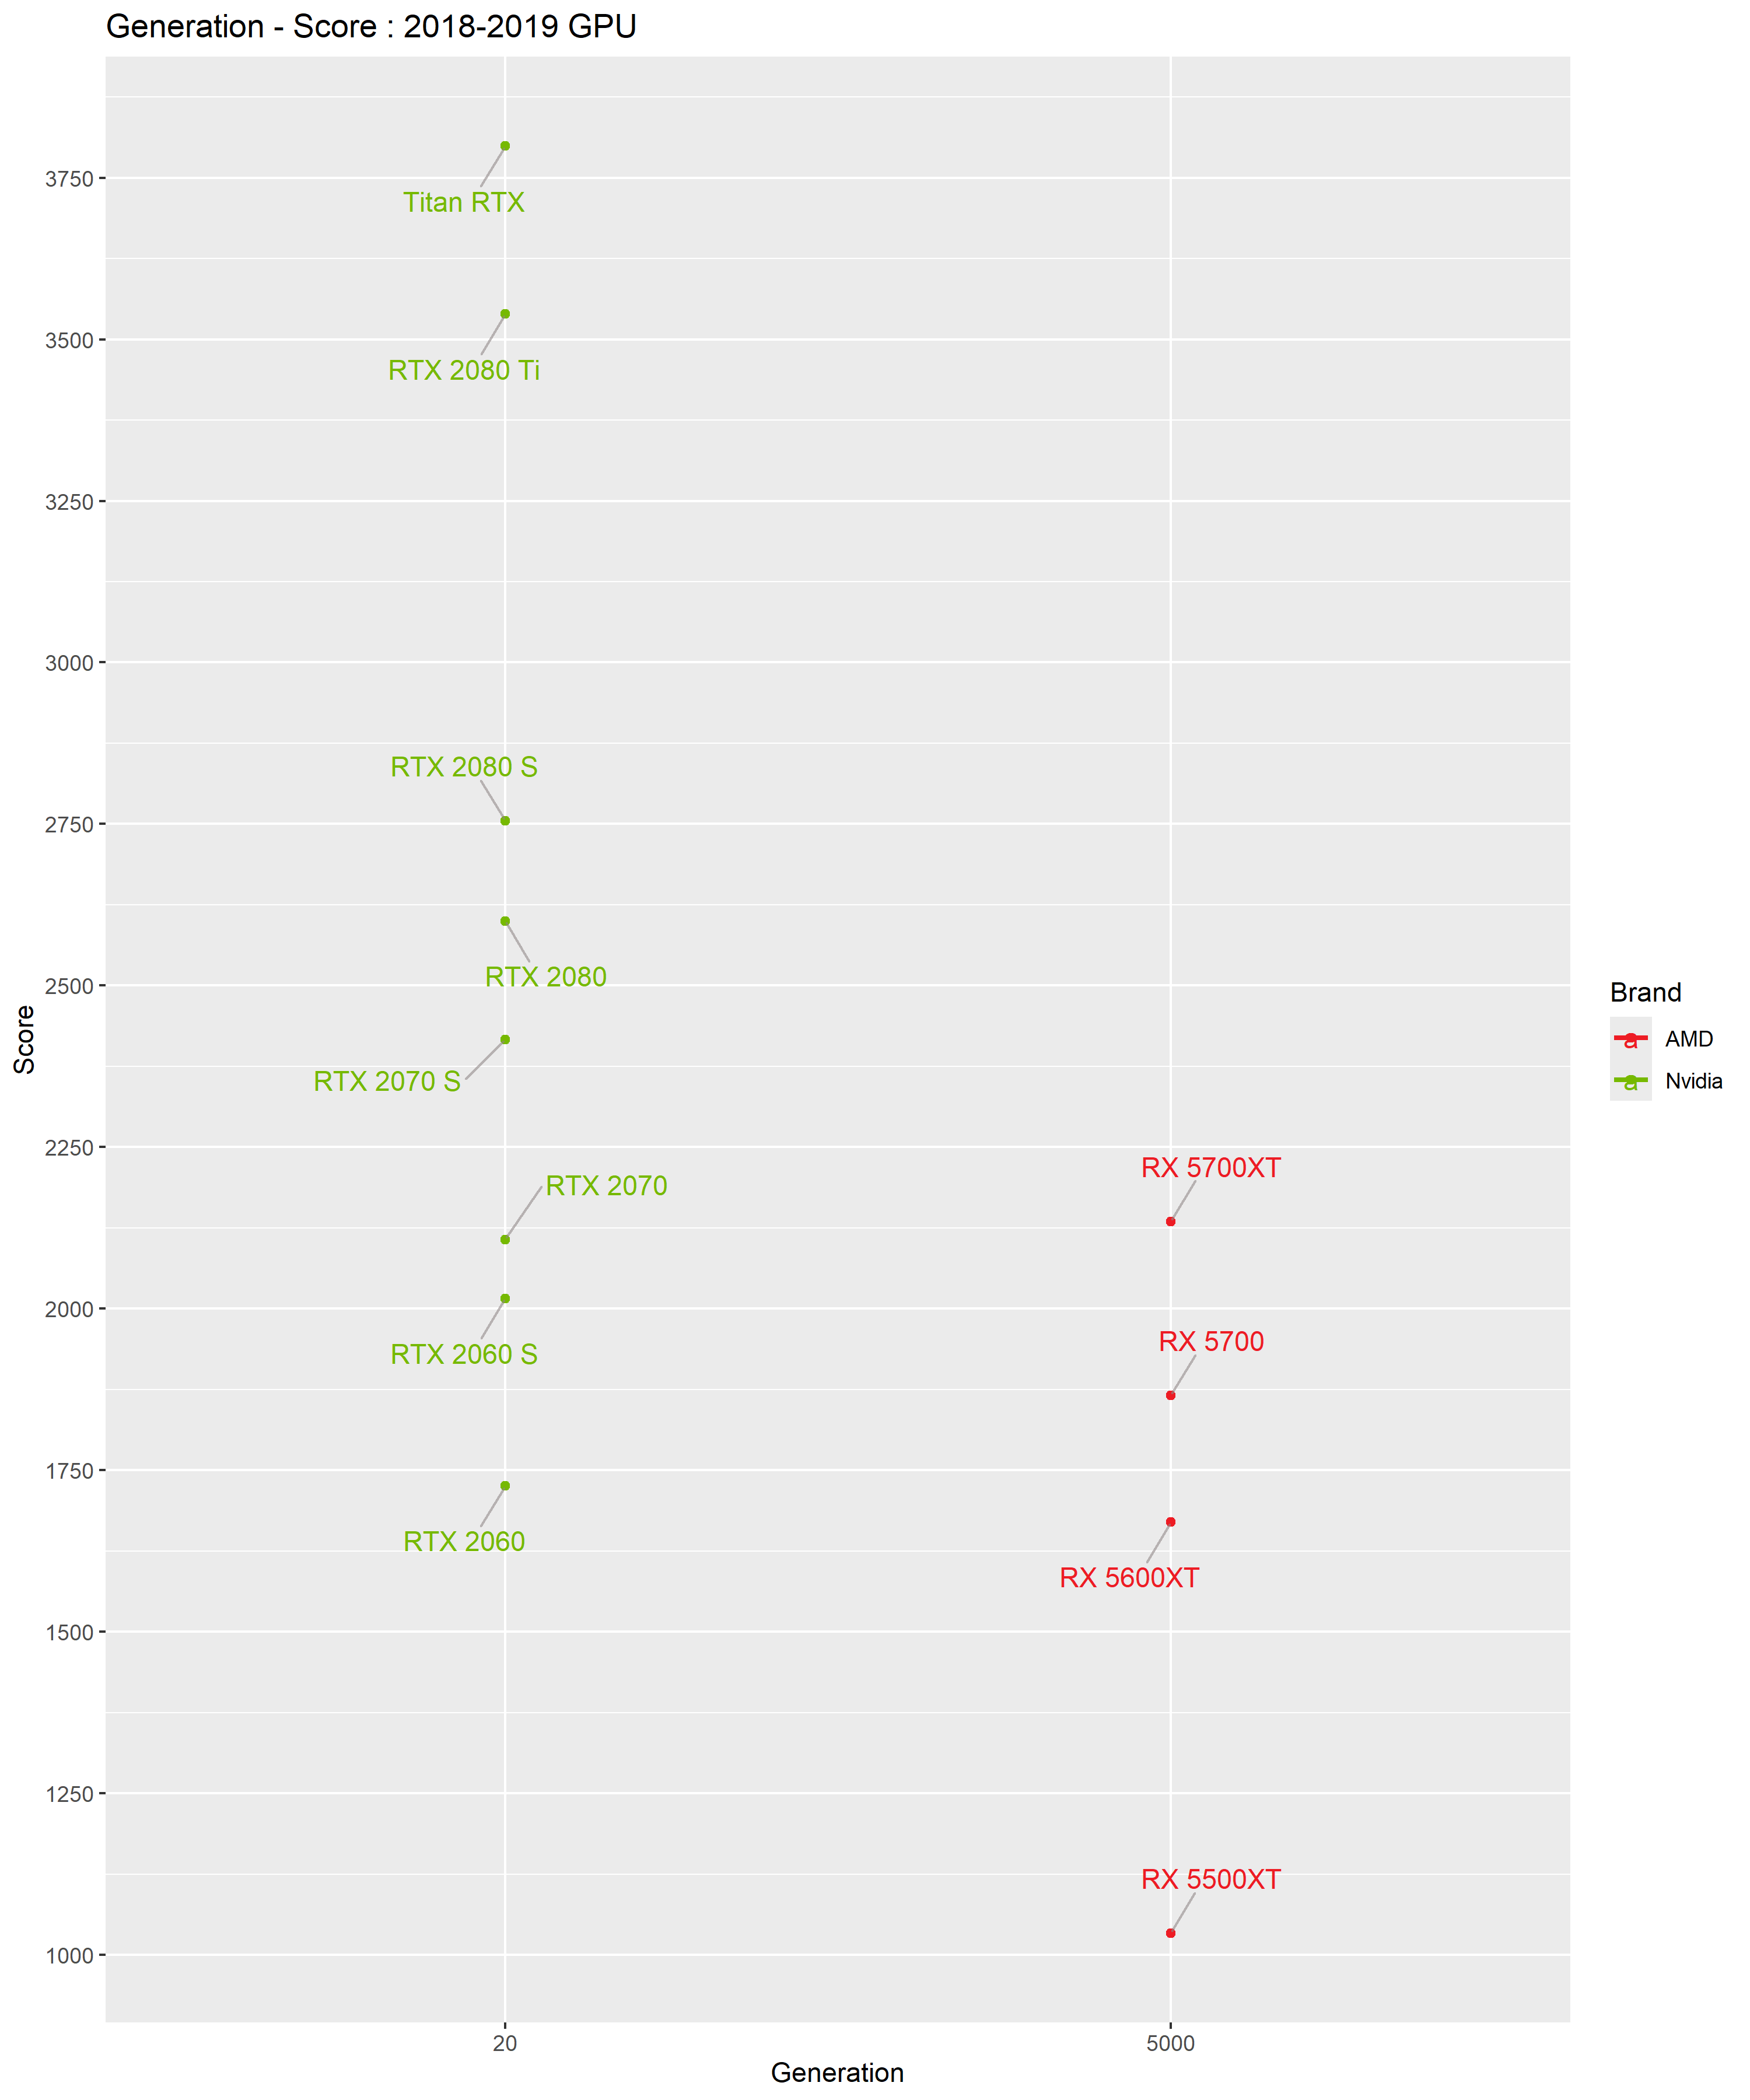 Generation - Score : 2018-2019 GPU
3750
3500
3250
3000
2750
2500
2250
2000
1750
1500
1250
1000
Score
Titan RTX
RTX 2080 Ti
RTX 2080 S
RTX 2080
RTX 2070 S
RTX 2070
RTX 2060 S
RTX 2060
RX 5700XT
RX 5700
RX 5600XT
RX 5500XT
20
5000
Generation
Brand
a AMD
a Nvidia